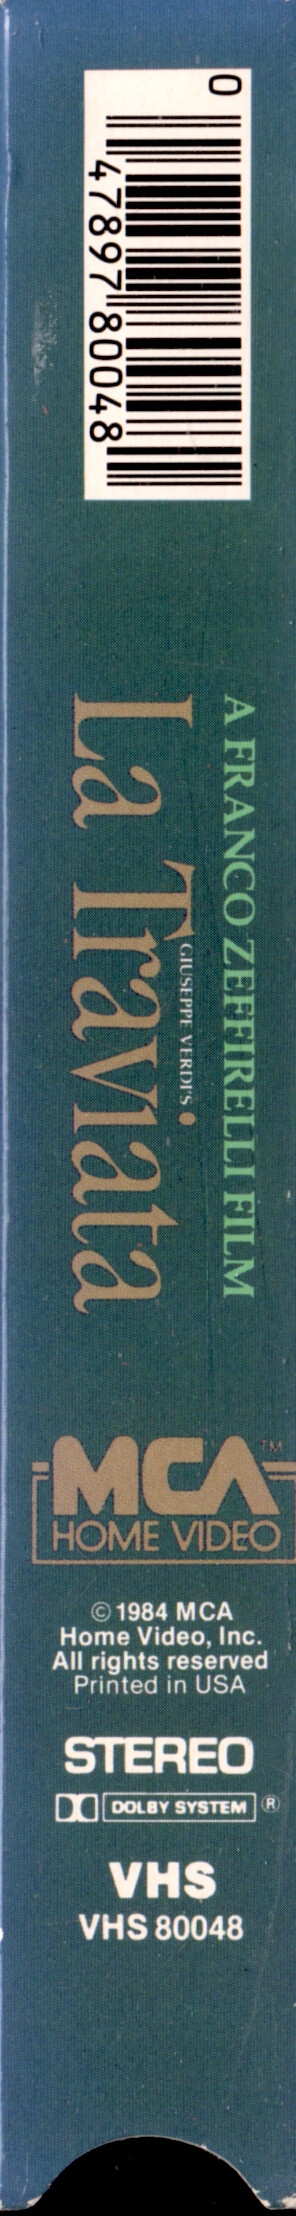 0
47897 80048
A FRANCO ZEFFIRELLI FILM
GIUSEPPE VERDI'S
La Traviata
MCA™
HOME VIDEO
© 1984 MCA
Home Video, Inc.
All rights reserved
Printed in USA
STEREO
DOLBY SYSTEM ®
VHS
VHS 80048